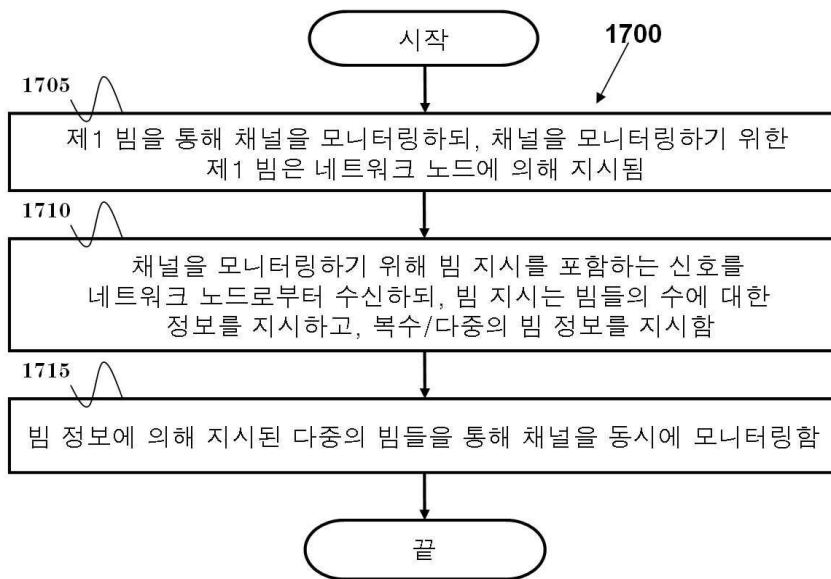 시작
1700
1705
제1 빔을 통해 채널을 모니터링하되, 채널을 모니터링하기 위한
제1 빔은 네트워크 노드에 의해 지시됨
1710
채널을 모니터링하기 위해 빔 지시를 포함하는 신호를
네트워크 노드로부터 수신하되, 빔 지시는 빔들의 수에 대한
정보를 지시하고, 복수/다중의 빔 정보를 지시함
1715
빔 정보에 의해 지시된 다중의 빔들을 통해 채널을 동시에 모니터링함
끝